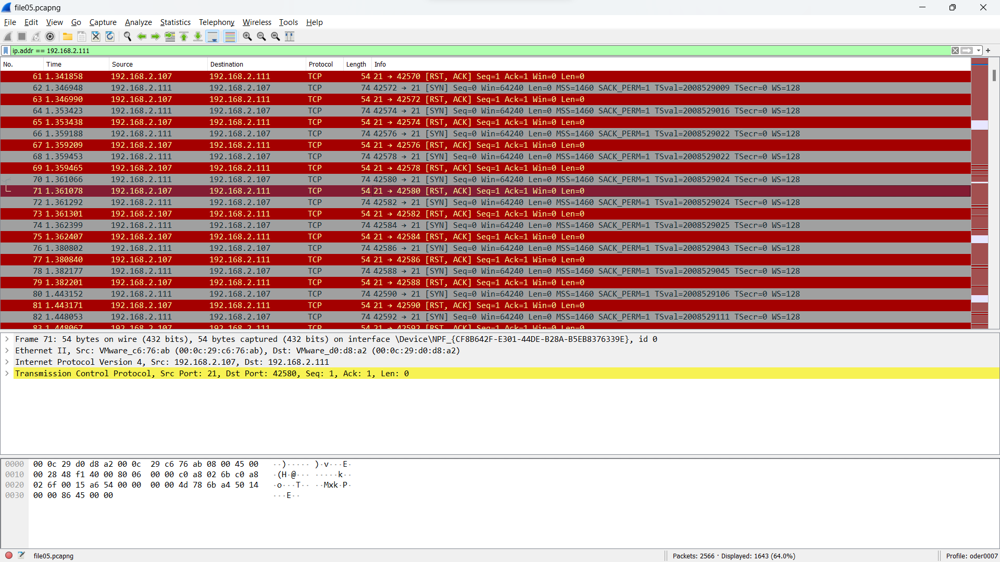 file05.pcapng
File Edit View Go Capture Analyze Statistics Telephony Wireless Tools Help
ip.addr == 192.168.2.111
No. Time Source Destination Protocol Length Info
61 1.341858 192.168.2.107 192.168.2.111 TCP 54 21 → 42570 [RST, ACK] Seq=1 Ack=1 Win=0 Len=0
62 1.346948 192.168.2.111 192.168.2.107 TCP 74 42572 → 21 [SYN] Seq=0 Win=64240 Len=0 MSS=1460 SACK_PERM=1 TSval=2008529009 TSecr=0 WS=128
63 1.346990 192.168.2.107 192.168.2.111 TCP 54 21 → 42572 [RST, ACK] Seq=1 Ack=1 Win=0 Len=0
64 1.353423 192.168.2.111 192.168.2.107 TCP 74 42574 → 21 [SYN] Seq=0 Win=64240 Len=0 MSS=1460 SACK_PERM=1 TSval=2008529016 TSecr=0 WS=128
65 1.353438 192.168.2.107 192.168.2.111 TCP 54 21 → 42574 [RST, ACK] Seq=1 Ack=1 Win=0 Len=0
66 1.359188 192.168.2.111 192.168.2.107 TCP 74 42576 → 21 [SYN] Seq=0 Win=64240 Len=0 MSS=1460 SACK_PERM=1 TSval=2008529022 TSecr=0 WS=128
67 1.359209 192.168.2.107 192.168.2.111 TCP 54 21 → 42576 [RST, ACK] Seq=1 Ack=1 Win=0 Len=0
68 1.359453 192.168.2.111 192.168.2.107 TCP 74 42578 → 21 [SYN] Seq=0 Win=64240 Len=0 MSS=1460 SACK_PERM=1 TSval=2008529022 TSecr=0 WS=128
69 1.359465 192.168.2.107 192.168.2.111 TCP 54 21 → 42578 [RST, ACK] Seq=1 Ack=1 Win=0 Len=0
70 1.361066 192.168.2.111 192.168.2.107 TCP 74 42580 → 21 [SYN] Seq=0 Win=64240 Len=0 MSS=1460 SACK_PERM=1 TSval=2008529024 TSecr=0 WS=128
71 1.361078 192.168.2.107 192.168.2.111 TCP 54 21 → 42580 [RST, ACK] Seq=1 Ack=1 Win=0 Len=0
72 1.361292 192.168.2.111 192.168.2.107 TCP 74 42582 → 21 [SYN] Seq=0 Win=64240 Len=0 MSS=1460 SACK_PERM=1 TSval=2008529024 TSecr=0 WS=128
73 1.361301 192.168.2.107 192.168.2.111 TCP 54 21 → 42582 [RST, ACK] Seq=1 Ack=1 Win=0 Len=0
74 1.362399 192.168.2.111 192.168.2.107 TCP 74 42584 → 21 [SYN] Seq=0 Win=64240 Len=0 MSS=1460 SACK_PERM=1 TSval=2008529025 TSecr=0 WS=128
75 1.362407 192.168.2.107 192.168.2.111 TCP 54 21 → 42584 [RST, ACK] Seq=1 Ack=1 Win=0 Len=0
76 1.380802 192.168.2.111 192.168.2.107 TCP 74 42586 → 21 [SYN] Seq=0 Win=64240 Len=0 MSS=1460 SACK_PERM=1 TSval=2008529043 TSecr=0 WS=128
77 1.380840 192.168.2.107 192.168.2.111 TCP 54 21 → 42586 [RST, ACK] Seq=1 Ack=1 Win=0 Len=0
78 1.382177 192.168.2.111 192.168.2.107 TCP 74 42588 → 21 [SYN] Seq=0 Win=64240 Len=0 MSS=1460 SACK_PERM=1 TSval=2008529045 TSecr=0 WS=128
79 1.382201 192.168.2.107 192.168.2.111 TCP 54 21 → 42588 [RST, ACK] Seq=1 Ack=1 Win=0 Len=0
80 1.443152 192.168.2.111 192.168.2.107 TCP 74 42590 → 21 [SYN] Seq=0 Win=64240 Len=0 MSS=1460 SACK_PERM=1 TSval=2008529106 TSecr=0 WS=128
81 1.443171 192.168.2.107 192.168.2.111 TCP 54 21 → 42590 [RST, ACK] Seq=1 Ack=1 Win=0 Len=0
82 1.448053 192.168.2.111 192.168.2.107 TCP 74 42592 → 21 [SYN] Seq=0 Win=64240 Len=0 MSS=1460 SACK_PERM=1 TSval=2008529111 TSecr=0 WS=128
83 1.448067 192.168.2.107 192.168.2.111 TCP 54 21 → 42592 [RST, ACK] Seq=1 Ack=1 Win=0 Len=0
Frame 71: 54 bytes on wire (432 bits), 54 bytes captured (432 bits) on interface \Device\NPF_{CF8B642F-E301-44DE-B28A-B5EB8376339E}, id 0
Ethernet II, Src: VMware_c6:76:ab (00:0c:29:c6:76:ab), Dst: VMware_d0:d8:a2 (00:0c:29:d0:d8:a2)
Internet Protocol Version 4, Src: 192.168.2.107, Dst: 192.168.2.111
Transmission Control Protocol, Src Port: 21, Dst Port: 42580, Seq: 1, Ack: 1, Len: 0
0000 00 0c 29 d0 d8 a2 00 0c 29 c6 76 ab 08 00 45 00 ··)····· )·v···E·
0010 00 28 48 f1 40 00 80 06 00 00 c0 a8 02 6b c0 a8 ·(H·@··· ·····k··
0020 02 6f 00 15 a6 54 00 00 00 00 4d 78 6b a4 50 14 ·o···T·· ··Mxk·P·
0030 00 00 86 45 00 00 ···E··
file05.pcapng
Packets: 2566 · Displayed: 1643 (64.0%)
Profile: oder0007